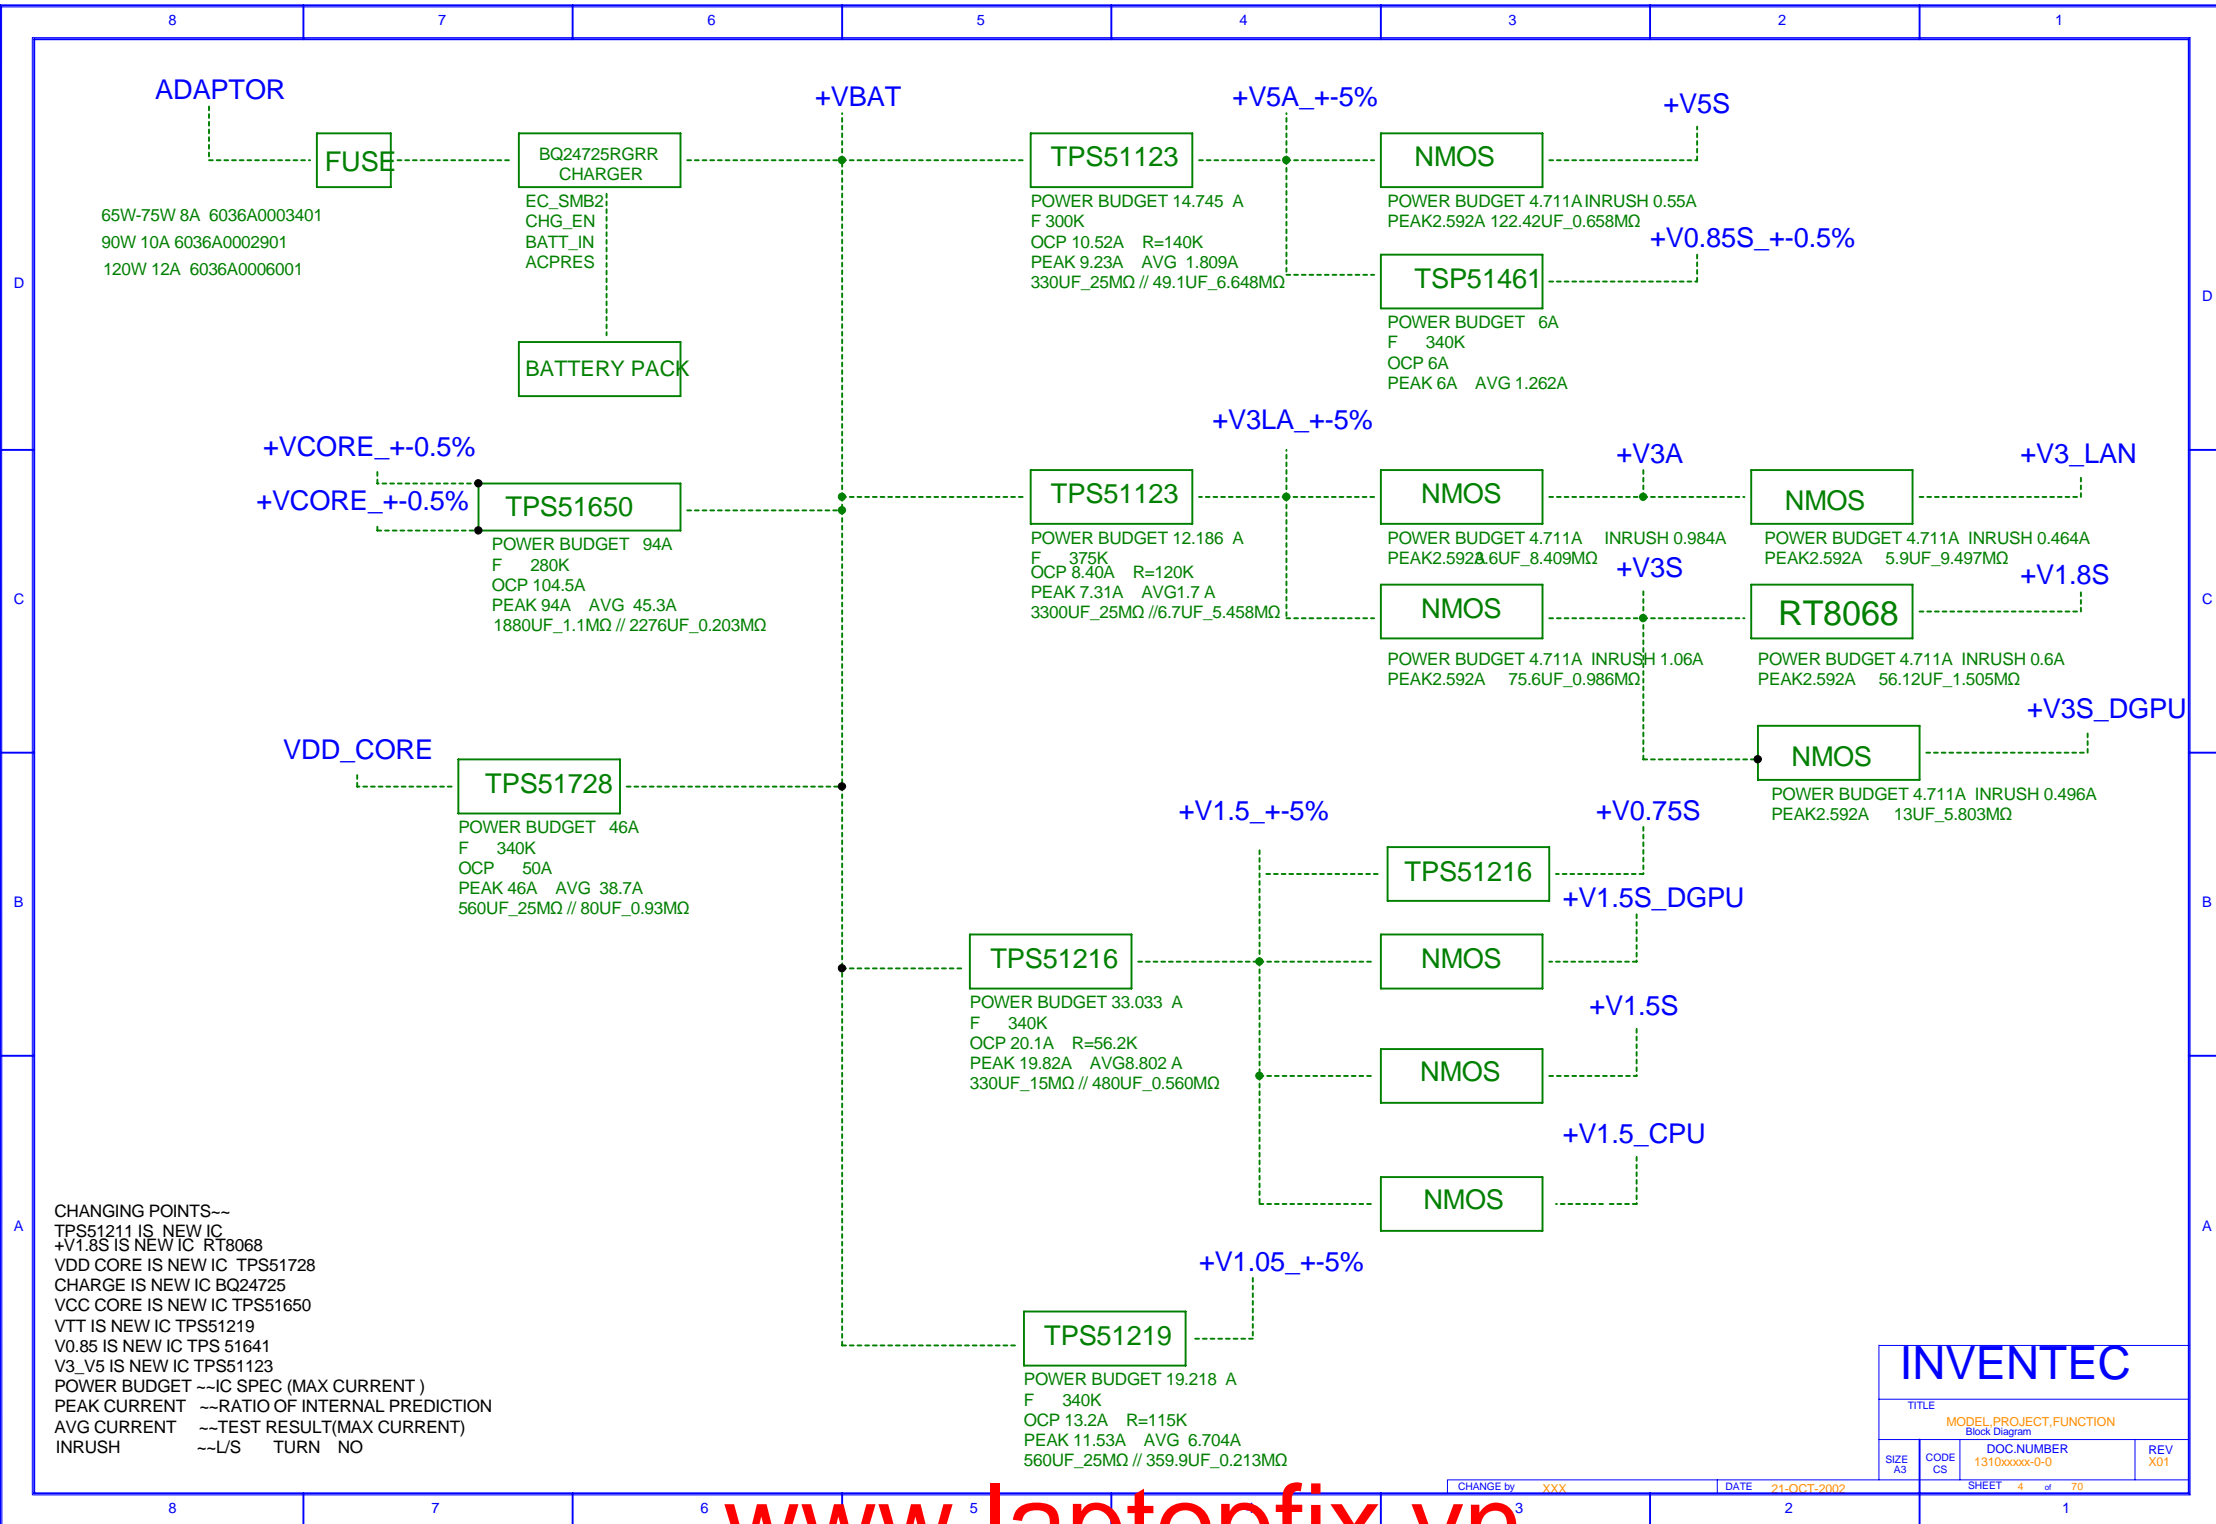 8 7 6 5 4 3 2 1
ADAPTOR
+VBAT
+V5A_+-5%
+V5S
FUSE
BQ24725RGRR
CHARGER
TPS51123
NMOS
65W-75W 8A 6036A0003401
90W 10A 6036A0002901
120W 12A 6036A0006001
EC_SMB2
CHG_EN
BATT_IN
ACPRES
BATTERY PACK
POWER BUDGET 14.745 A
F 300K
OCP 10.52A R=140K
PEAK 9.23A AVG 1.809A
330UF_25MΩ // 49.1UF_6.648MΩ
POWER BUDGET 4.711A INRUSH 0.55A
PEAK2.592A 122.42UF_0.658MΩ
+V0.85S_+-0.5%
TSP51461
POWER BUDGET 6A
F 340K
OCP 6A
PEAK 6A AVG 1.262A
D
D
+VCORE_+-0.5%
+VCORE_+-0.5%
TPS51650
POWER BUDGET 94A
F 280K
OCP 104.5A
PEAK 94A AVG 45.3A
1880UF_1.1MΩ // 2276UF_0.203MΩ
+V3LA_+-5%
TPS51123
POWER BUDGET 12.186 A
F 375K
OCP 8.40A R=120K
PEAK 7.31A AVG1.7 A
3300UF_25MΩ //6.7UF_5.458MΩ
+V3A
NMOS
POWER BUDGET 4.711A INRUSH 0.984A
PEAK2.592A .6UF_8.409MΩ
+V3_LAN
NMOS
POWER BUDGET 4.711A INRUSH 0.464A
PEAK2.592A 5.9UF_9.497MΩ
+V3S
NMOS
POWER BUDGET 4.711A INRUSH 1.06A
PEAK2.592A 75.6UF_0.986MΩ
+V1.8S
RT8068
POWER BUDGET 4.711A INRUSH 0.6A
PEAK2.592A 56.12UF_1.505MΩ
C
C
+V3S_DGPU
NMOS
POWER BUDGET 4.711A INRUSH 0.496A
PEAK2.592A 13UF_5.803MΩ
VDD_CORE
TPS51728
POWER BUDGET 46A
F 340K
OCP 50A
PEAK 46A AVG 38.7A
560UF_25MΩ // 80UF_0.93MΩ
+V1.5_+-5%
+V0.75S
TPS51216
+V1.5S_DGPU
B
B
TPS51216
NMOS
POWER BUDGET 33.033 A
F 340K
OCP 20.1A R=56.2K
PEAK 19.82A AVG8.802 A
330UF_15MΩ // 480UF_0.560MΩ
+V1.5S
NMOS
+V1.5_CPU
NMOS
A
A
+V1.05_+-5%
TPS51219
POWER BUDGET 19.218 A
F 340K
OCP 13.2A R=115K
PEAK 11.53A AVG 6.704A
560UF_25MΩ // 359.9UF_0.213MΩ
CHANGING POINTS~~
TPS51211 IS NEW IC
+V1.8S IS NEW IC RT8068
VDD CORE IS NEW IC TPS51728
CHARGE IS NEW IC BQ24725
VCC CORE IS NEW IC TPS51650
VTT IS NEW IC TPS51219
V0.85 IS NEW IC TPS 51641
V3_V5 IS NEW IC TPS51123
POWER BUDGET ~~IC SPEC (MAX CURRENT )
PEAK CURRENT ~~RATIO OF INTERNAL PREDICTION
AVG CURRENT ~~TEST RESULT(MAX CURRENT)
INRUSH ~~L/S TURN NO
INVENTEC
TITLE
MODEL,PROJECT,FUNCTION
Block Diagram
SIZE
A3
CODE
CS
DOC.NUMBER
1310xxxxx-0-0
REV
X01
CHANGE by XXX
DATE 21-OCT-2002
SHEET 4 of 70
8 7 6 5 4 3 2 1
www.laptopfix.vn